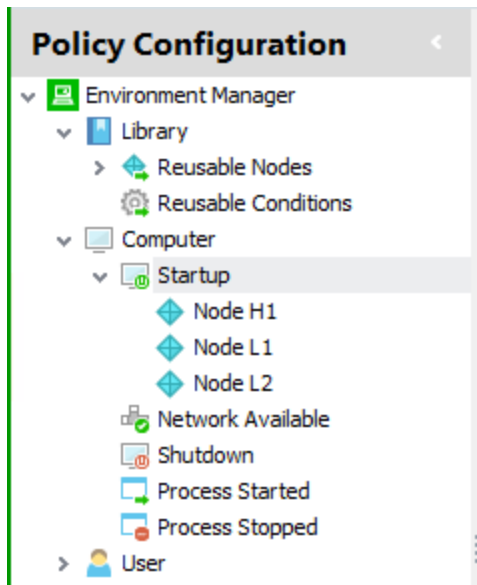 Policy Configuration
Environment Manager
Library
Reusable Nodes
Reusable Conditions
Computer
Startup
Node H1
Node L1
Node L2
Network Available
Shutdown
Process Started
Process Stopped
User